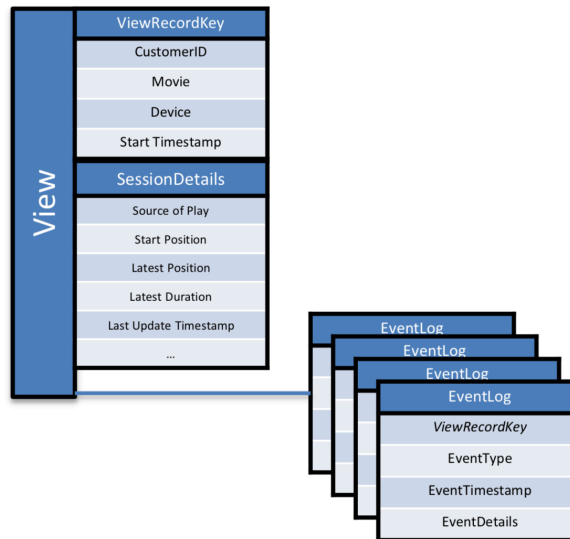 View
ViewRecordKey
CustomerID
Movie
Device
Start Timestamp
SessionDetails
Source of Play
Start Position
Latest Position
Latest Duration
Last Update Timestamp
...
EventLog
EventLog
EventLog
EventLog
ViewRecordKey
EventType
EventTimestamp
EventDetails